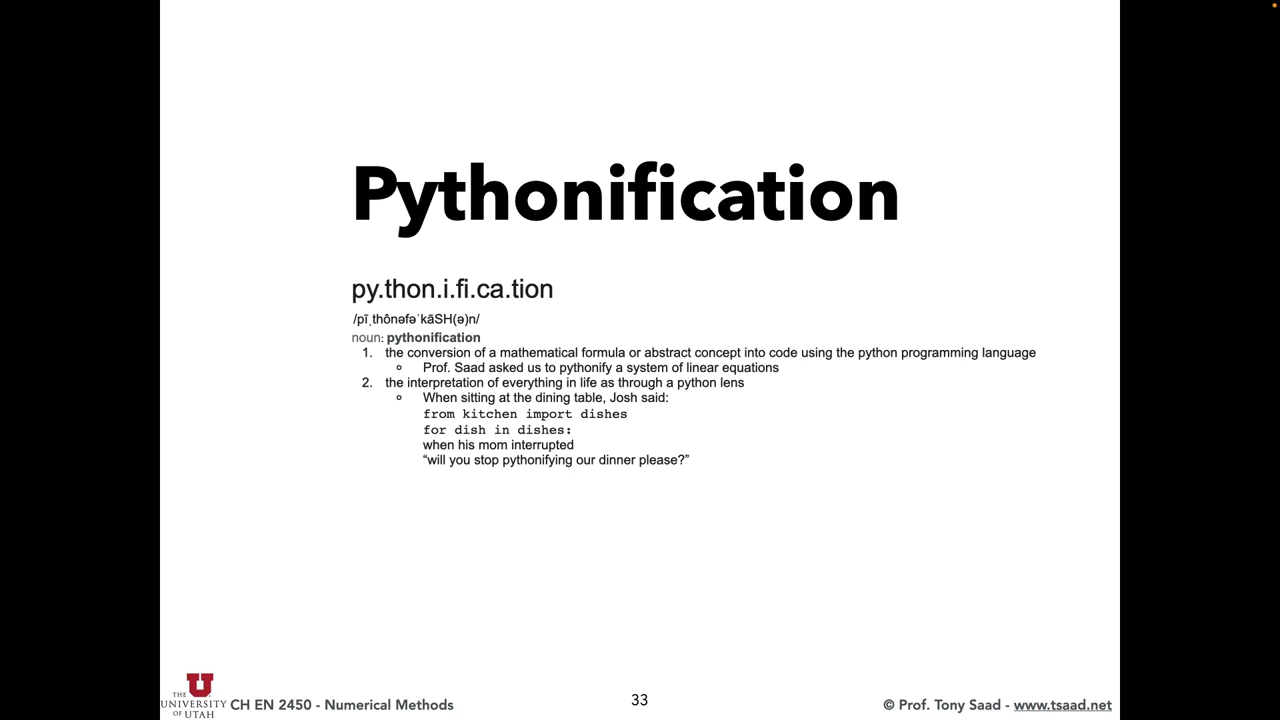 Pythonification
py.thon.i.fi.ca.tion
/pīˌthônəfəˈkāSH(ə)n/
noun: pythonification
1. the conversion of a mathematical formula or abstract concept into code using the python programming language
Prof. Saad asked us to pythonify a system of linear equations
2. the interpretation of everything in life as through a python lens
When sitting at the dining table, Josh said:
from kitchen import dishes
for dish in dishes:
when his mom interrupted
“will you stop pythonifying our dinner please?”
THE
UNIVERSITY
OF UTAH
CH EN 2450 - Numerical Methods
33
© Prof. Tony Saad - www.tsaad.net